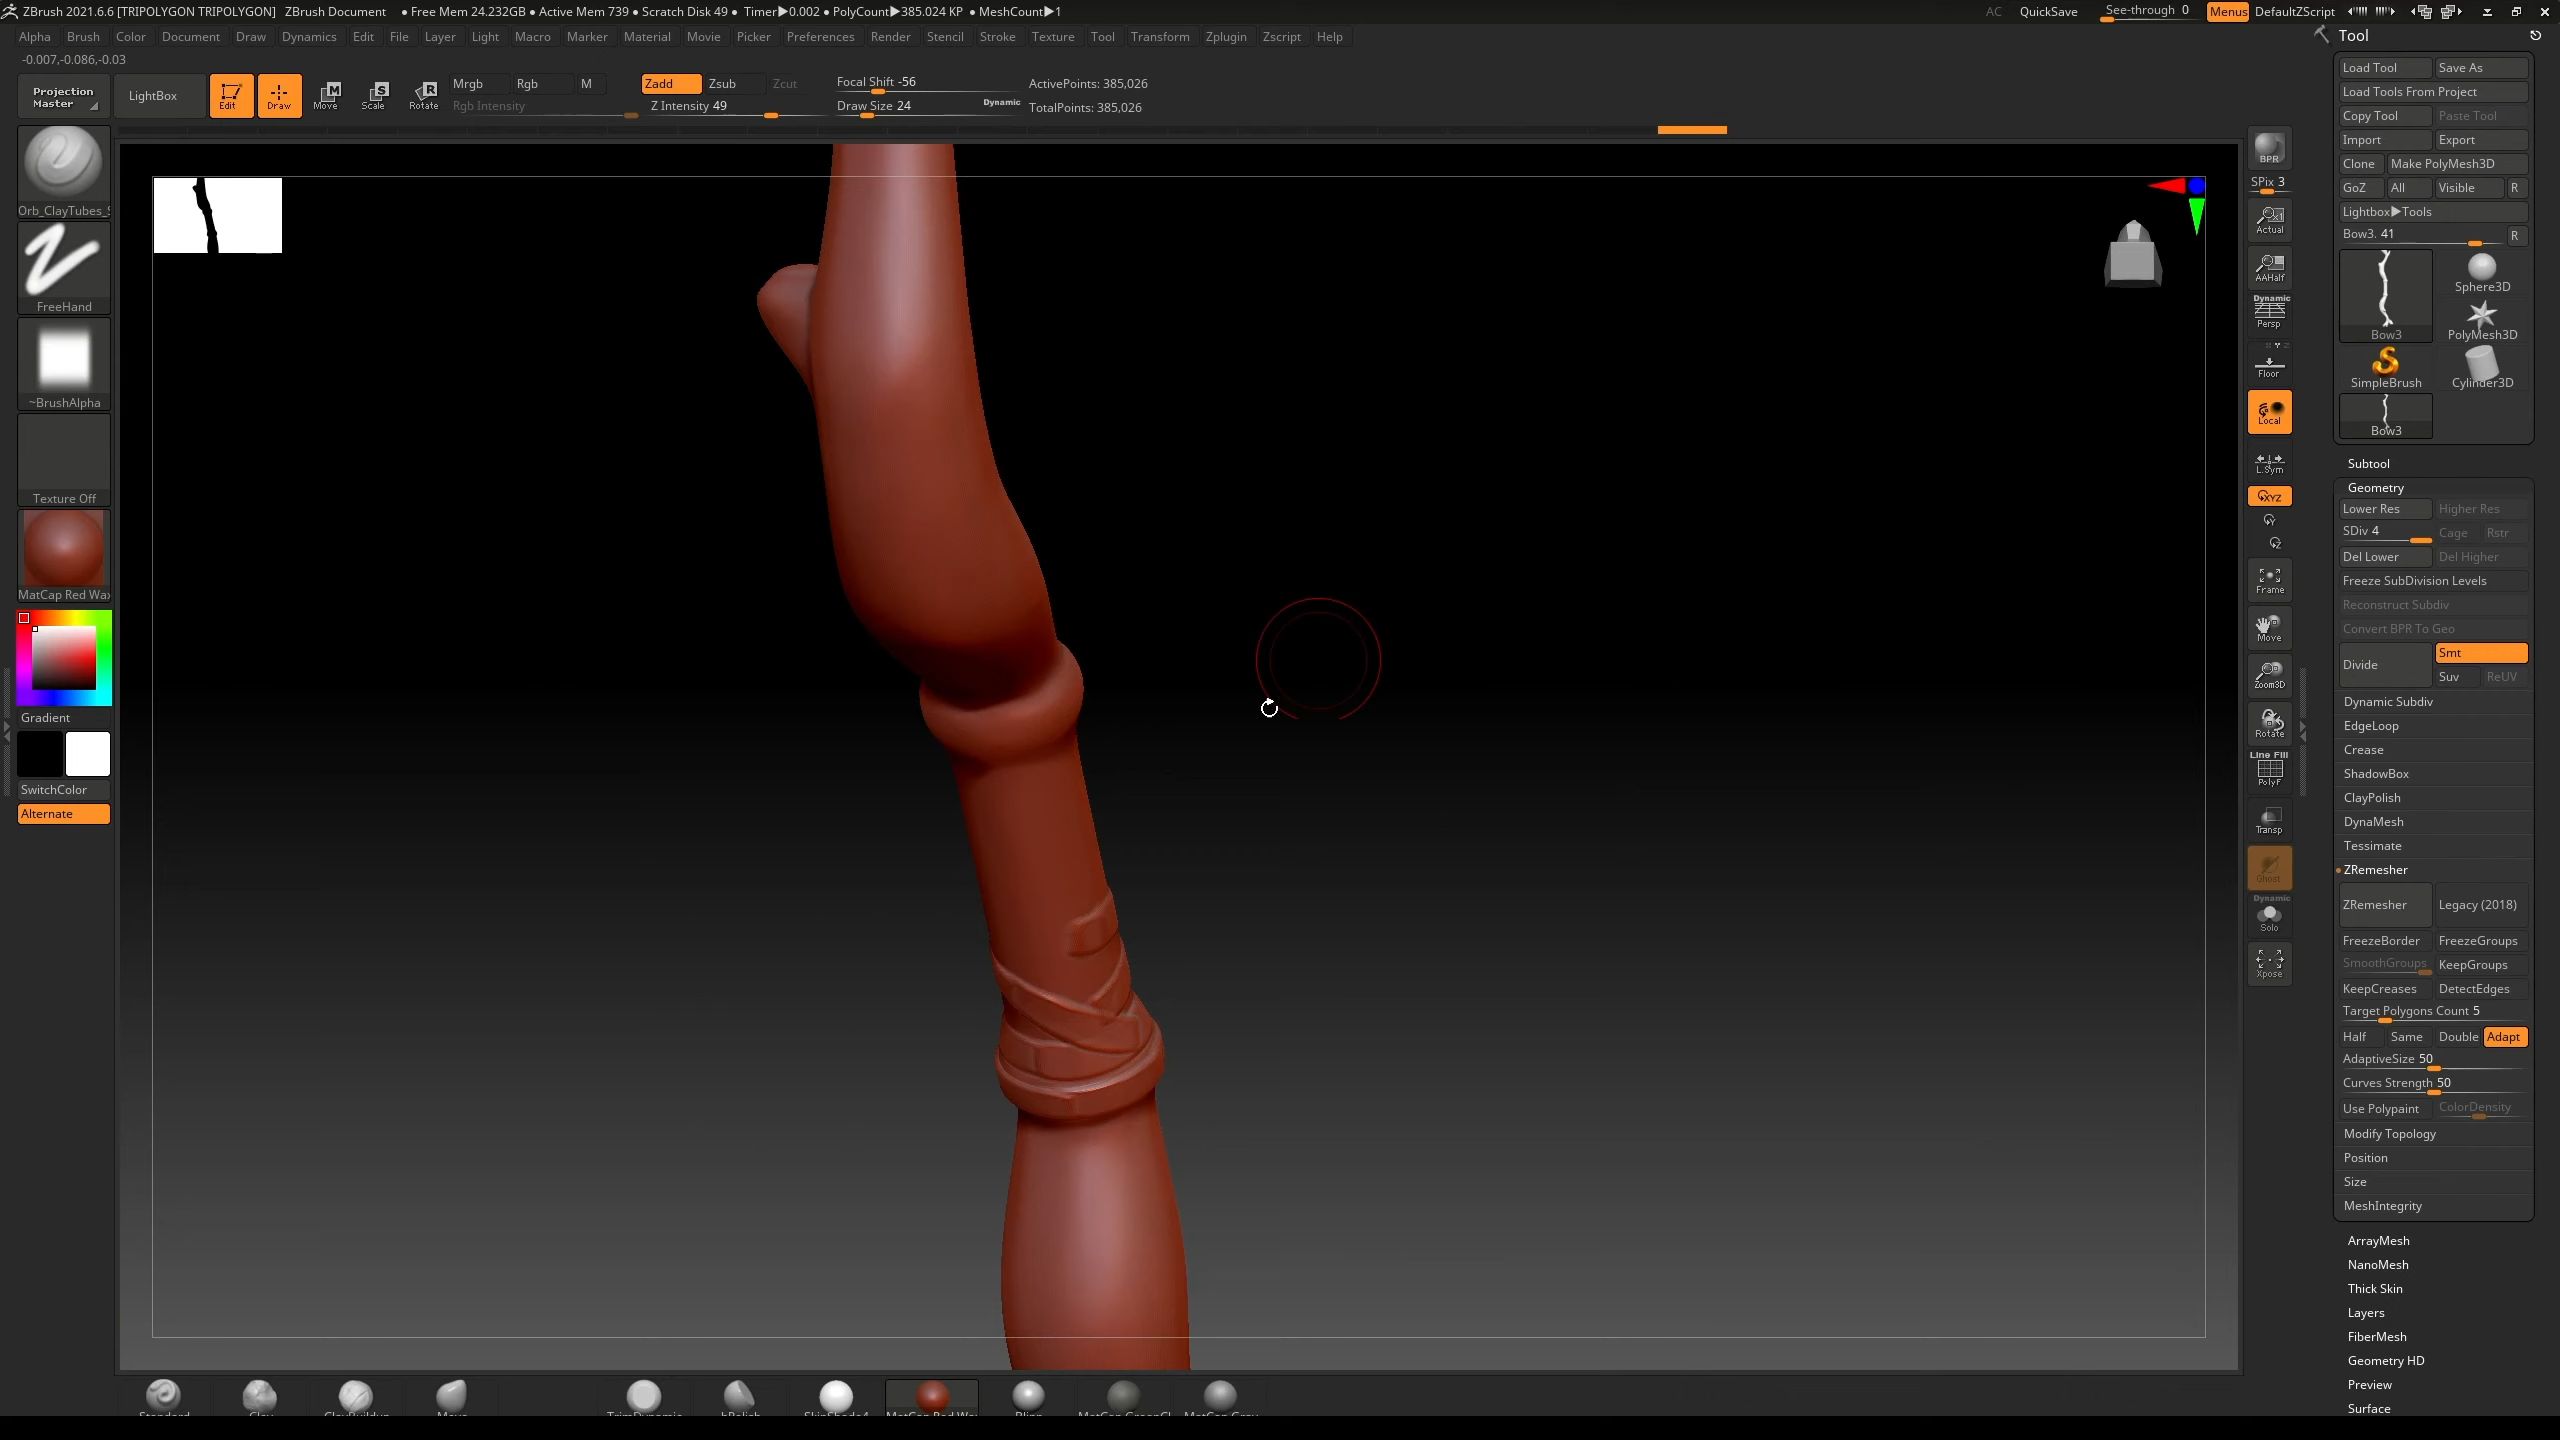 ZBrush 2021.6.6 [TRIPOLYGON TRIPOLYGON] ZBrush Document • Free Mem 24.232GB • Active Mem 739 • Scratch Disk 49 • Timer▶0.002 • PolyCount▶385.024 KP • MeshCount▶1
AC QuickSave See-through 0 Menus DefaultZScript
Alpha Brush Color Document Draw Dynamics Edit File Layer Light Macro Marker Material Movie Picker Preferences Render Stencil Stroke Texture Tool Transform Zplugin Zscript Help
-0.007,-0.086,-0.03
Projection Master
LightBox
Edit
Draw
Move
Scale
Rotate
Mrgb Rgb M
Rgb Intensity
Zadd Zsub Zcut
Z Intensity 49
Focal Shift -56
Draw Size 24
Dynamic
ActivePoints: 385,026
TotalPoints: 385,026
Orb_ClayTubes_S
FreeHand
~BrushAlpha
Texture Off
MatCap Red Wax
Gradient
SwitchColor
Alternate
BPR
SPix 3
Actual
AAHalf
Dynamic
Persp
Floor
Local
L.Sym
XYZ
Frame
Move
Zoom3D
Rotate
Line Fill
PolyF
Transp
Ghost
Dynamic
Solo
Xpose
Tool
Load Tool Save As
Load Tools From Project
Copy Tool Paste Tool
Import Export
Clone Make PolyMesh3D
GoZ All Visible R
Lightbox▶Tools
Bow3. 41 R
Bow3
Sphere3D
PolyMesh3D
SimpleBrush
Cylinder3D
Bow3
Subtool
Geometry
Lower Res Higher Res
SDiv 4 Cage Rstr
Del Lower Del Higher
Freeze SubDivision Levels
Reconstruct Subdiv
Convert BPR To Geo
Divide
Smt
Suv ReUV
Dynamic Subdiv
EdgeLoop
Crease
ShadowBox
ClayPolish
DynaMesh
Tessimate
ZRemesher
ZRemesher Legacy (2018)
FreezeBorder FreezeGroups
SmoothGroups KeepGroups
KeepCreases DetectEdges
Target Polygons Count 5
Half Same Double Adapt
AdaptiveSize 50
Curves Strength 50
Use Polypaint ColorDensity
Modify Topology
Position
Size
MeshIntegrity
ArrayMesh
NanoMesh
Thick Skin
Layers
FiberMesh
Geometry HD
Preview
Surface